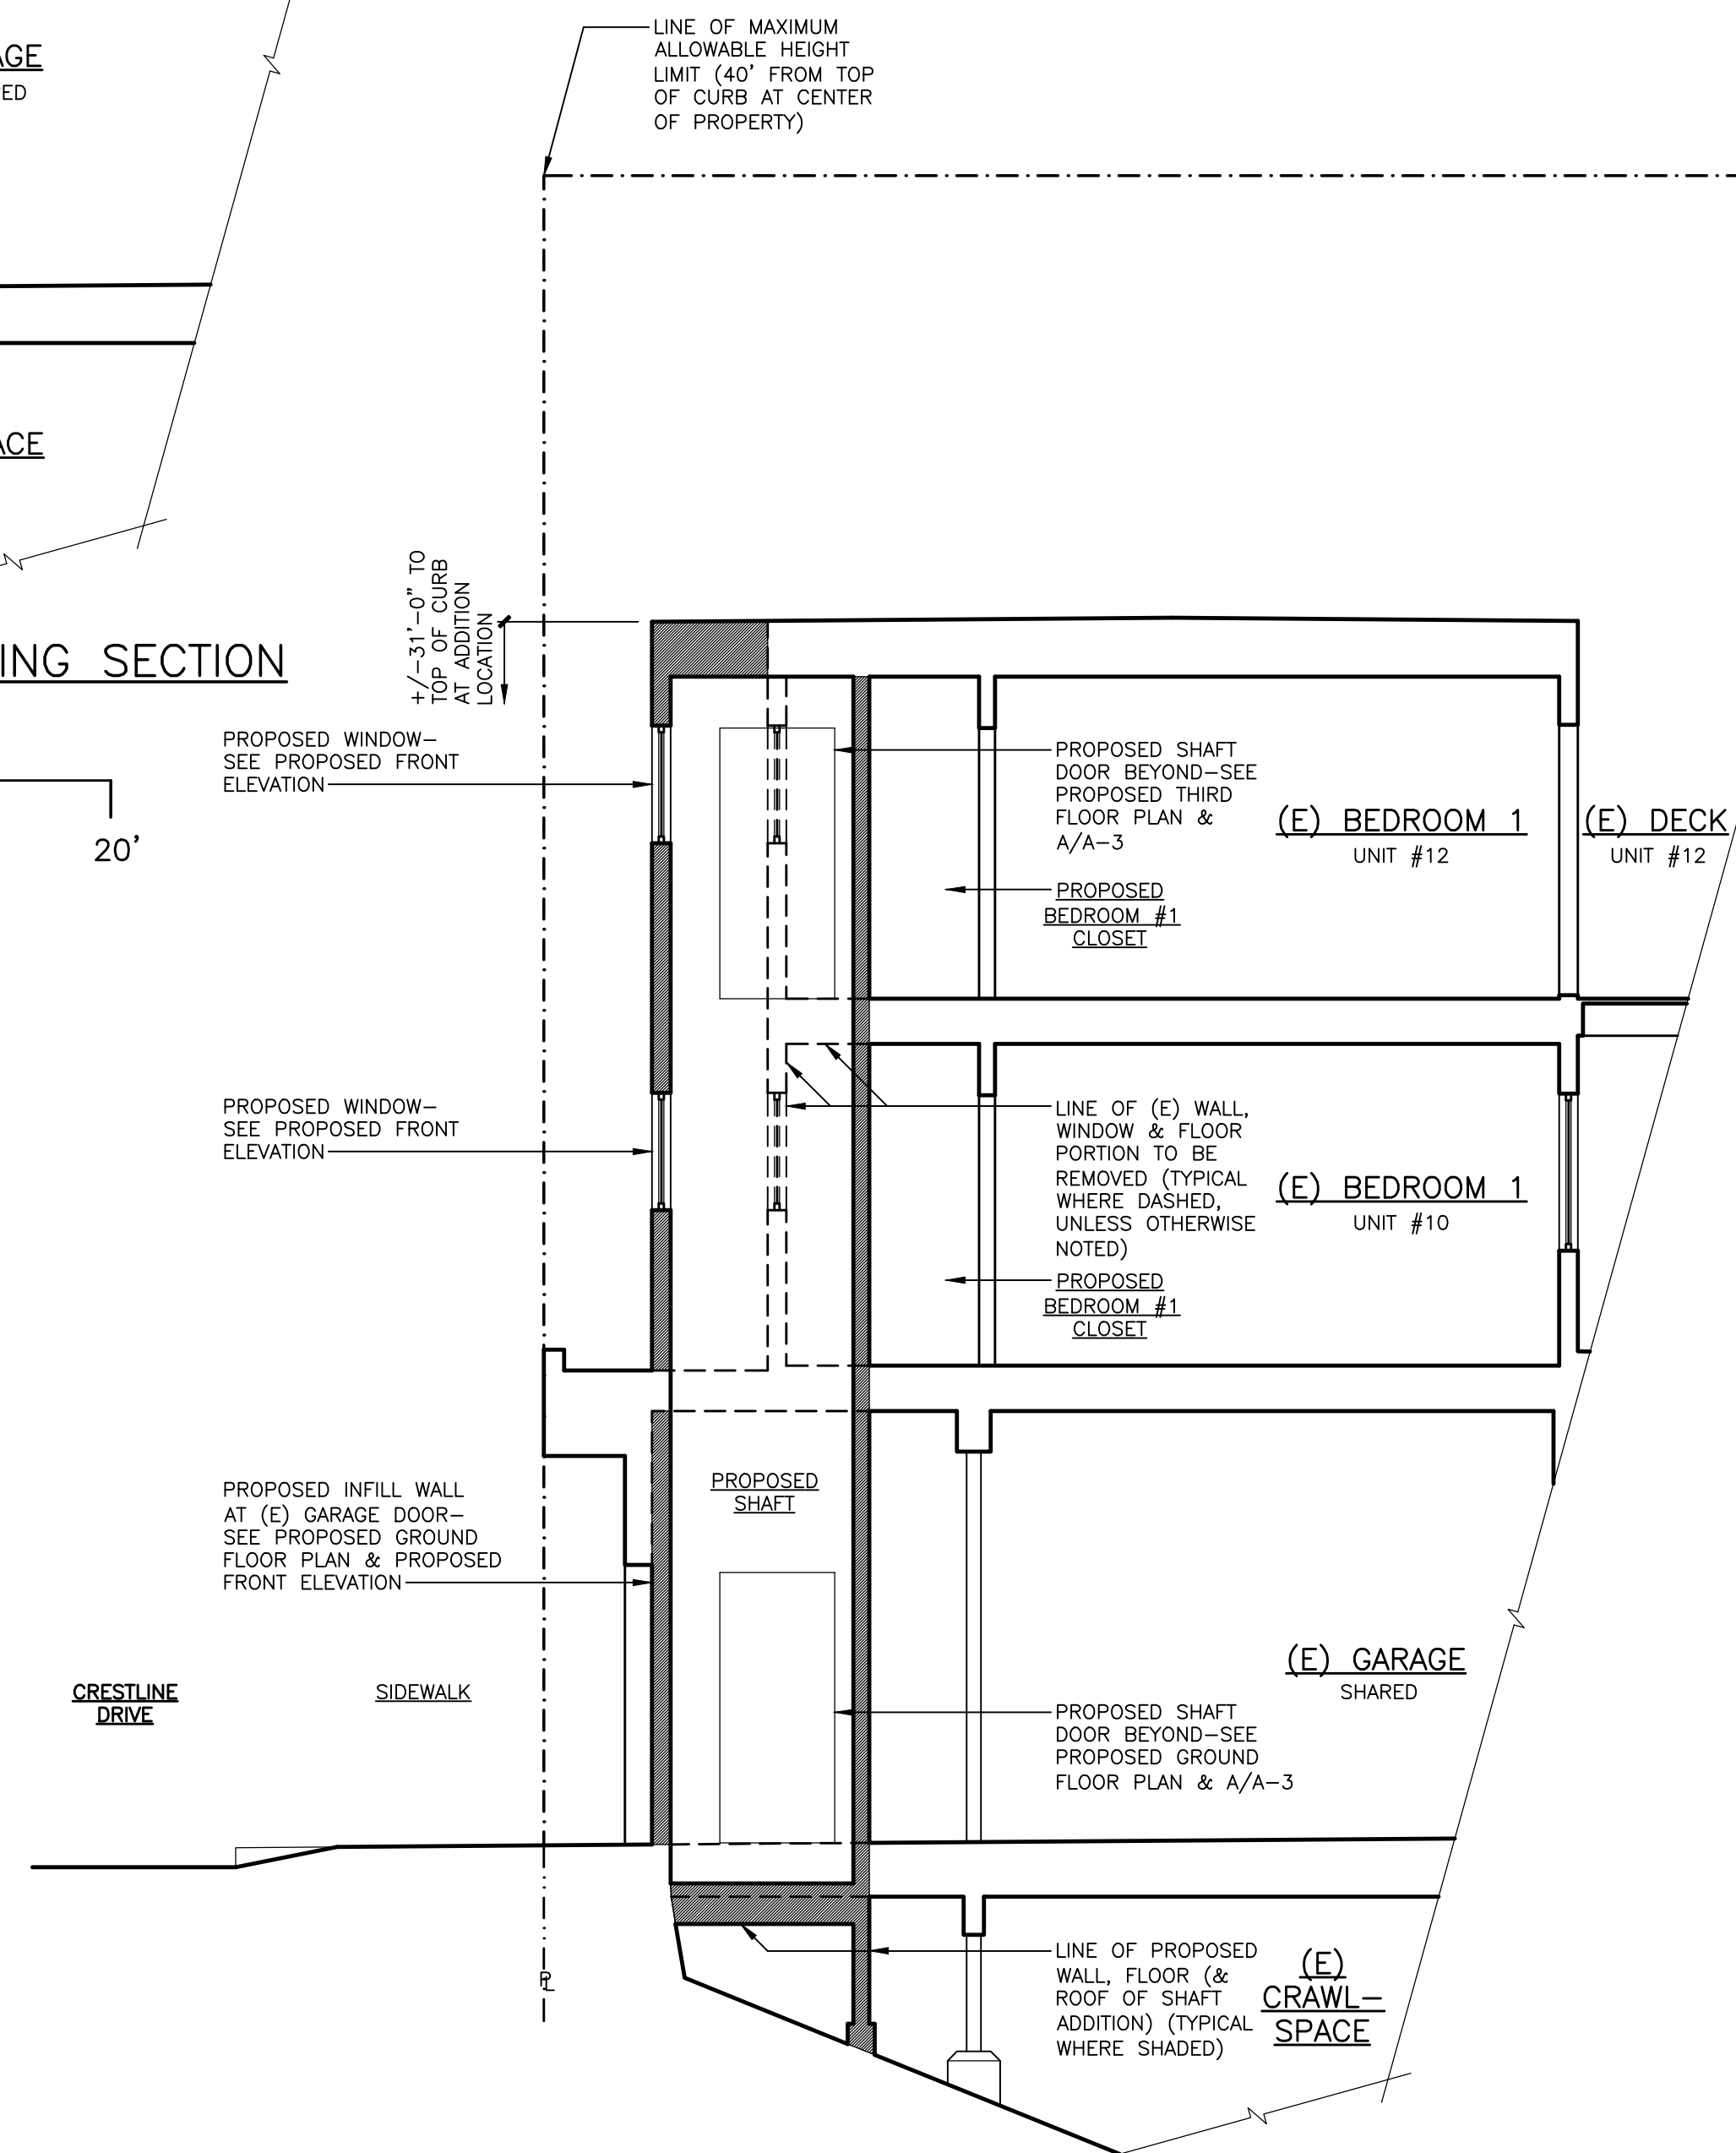 AGE
ED
ACE
ING SECTION
20'
LINE OF MAXIMUM
ALLOWABLE HEIGHT
LIMIT (40' FROM TOP
OF CURB AT CENTER
OF PROPERTY)
+/-31'-0" TO
TOP OF CURB
AT ADDITION
LOCATION
PROPOSED WINDOW-
SEE PROPOSED FRONT
ELEVATION
PROPOSED SHAFT
DOOR BEYOND-SEE
PROPOSED THIRD
FLOOR PLAN &
A/A-3
(E) BEDROOM 1
UNIT #12
(E) DECK
UNIT #12
PROPOSED
BEDROOM #1
CLOSET
PROPOSED WINDOW-
SEE PROPOSED FRONT
ELEVATION
LINE OF (E) WALL,
WINDOW & FLOOR
PORTION TO BE
REMOVED (TYPICAL
WHERE DASHED,
UNLESS OTHERWISE
NOTED)
(E) BEDROOM 1
UNIT #10
PROPOSED
BEDROOM #1
CLOSET
PROPOSED INFILL WALL
AT (E) GARAGE DOOR-
SEE PROPOSED GROUND
FLOOR PLAN & PROPOSED
FRONT ELEVATION
PROPOSED
SHAFT
(E) GARAGE
SHARED
CRESTLINE
DRIVE
SIDEWALK
PROPOSED SHAFT
DOOR BEYOND-SEE
PROPOSED GROUND
FLOOR PLAN & A/A-3
PL
LINE OF PROPOSED
WALL, FLOOR (&
ROOF OF SHAFT
ADDITION) (TYPICAL
WHERE SHADED)
(E)
CRAWL-
SPACE